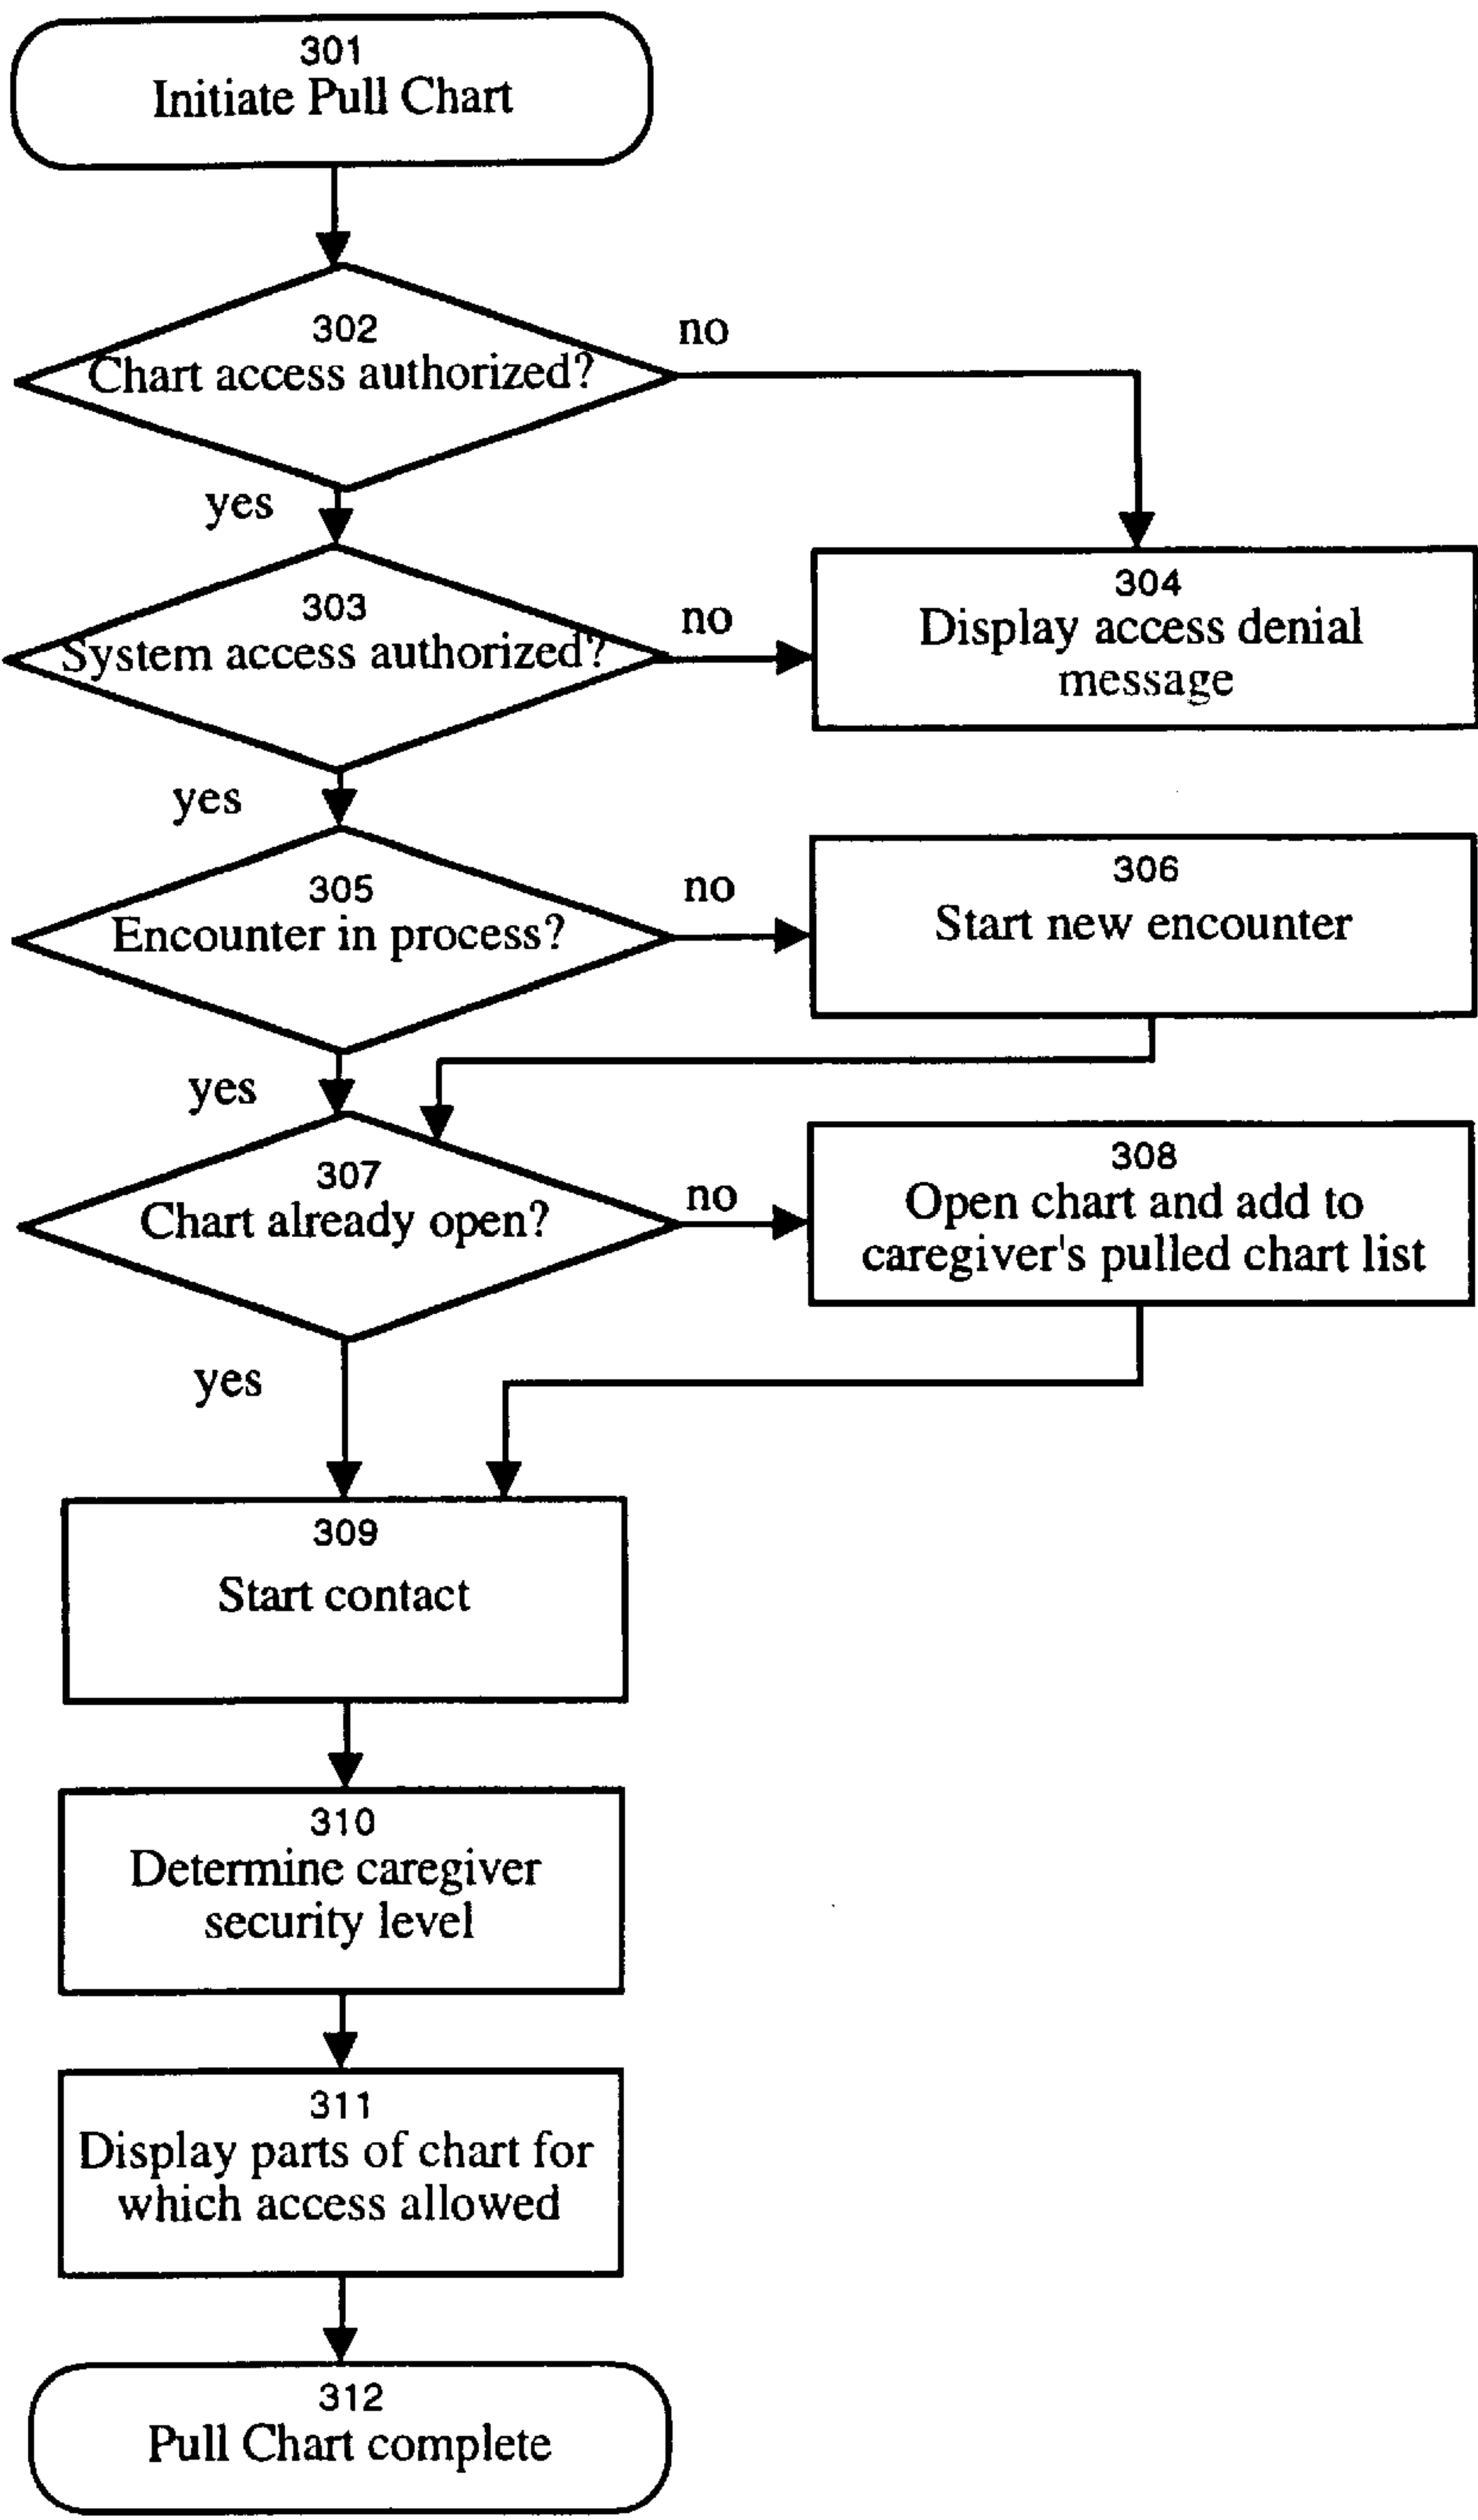 301
Initiate Pull Chart
302
no
Chart access authorized?
yes
303
no
304
System access authorized?
Display access denial
message
yes
305
no
306
Encounter in process?
Start new encounter
yes
307
no
308
Chart already open?
Open chart and add to
caregiver's pulled chart list
yes
309
Start contact
310
Determine caregiver
security level
311
Display parts of chart for
which access allowed
312
Pull Chart complete